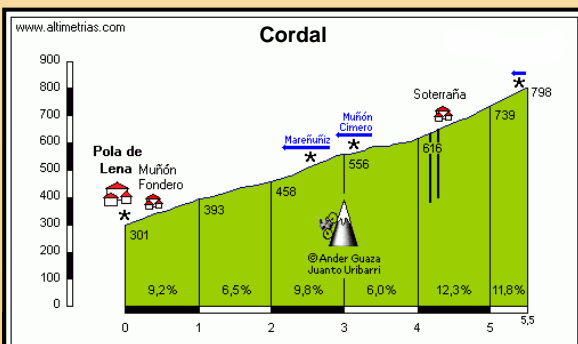 www.altimetrias.com
Cordal
900
800
700
600
500
400
300
200
100
0
Pola de
Lena
Muñón
Fondero
Mareñuñiz
Muñón
Cimero
Soterraña
301
393
458
556
616
739
798
© Ander Guaza
Juanto Uribarri
9,2% 6,5% 9,8% 6,0% 12,3% 11,8%
0 1 2 3 4 5 5,5